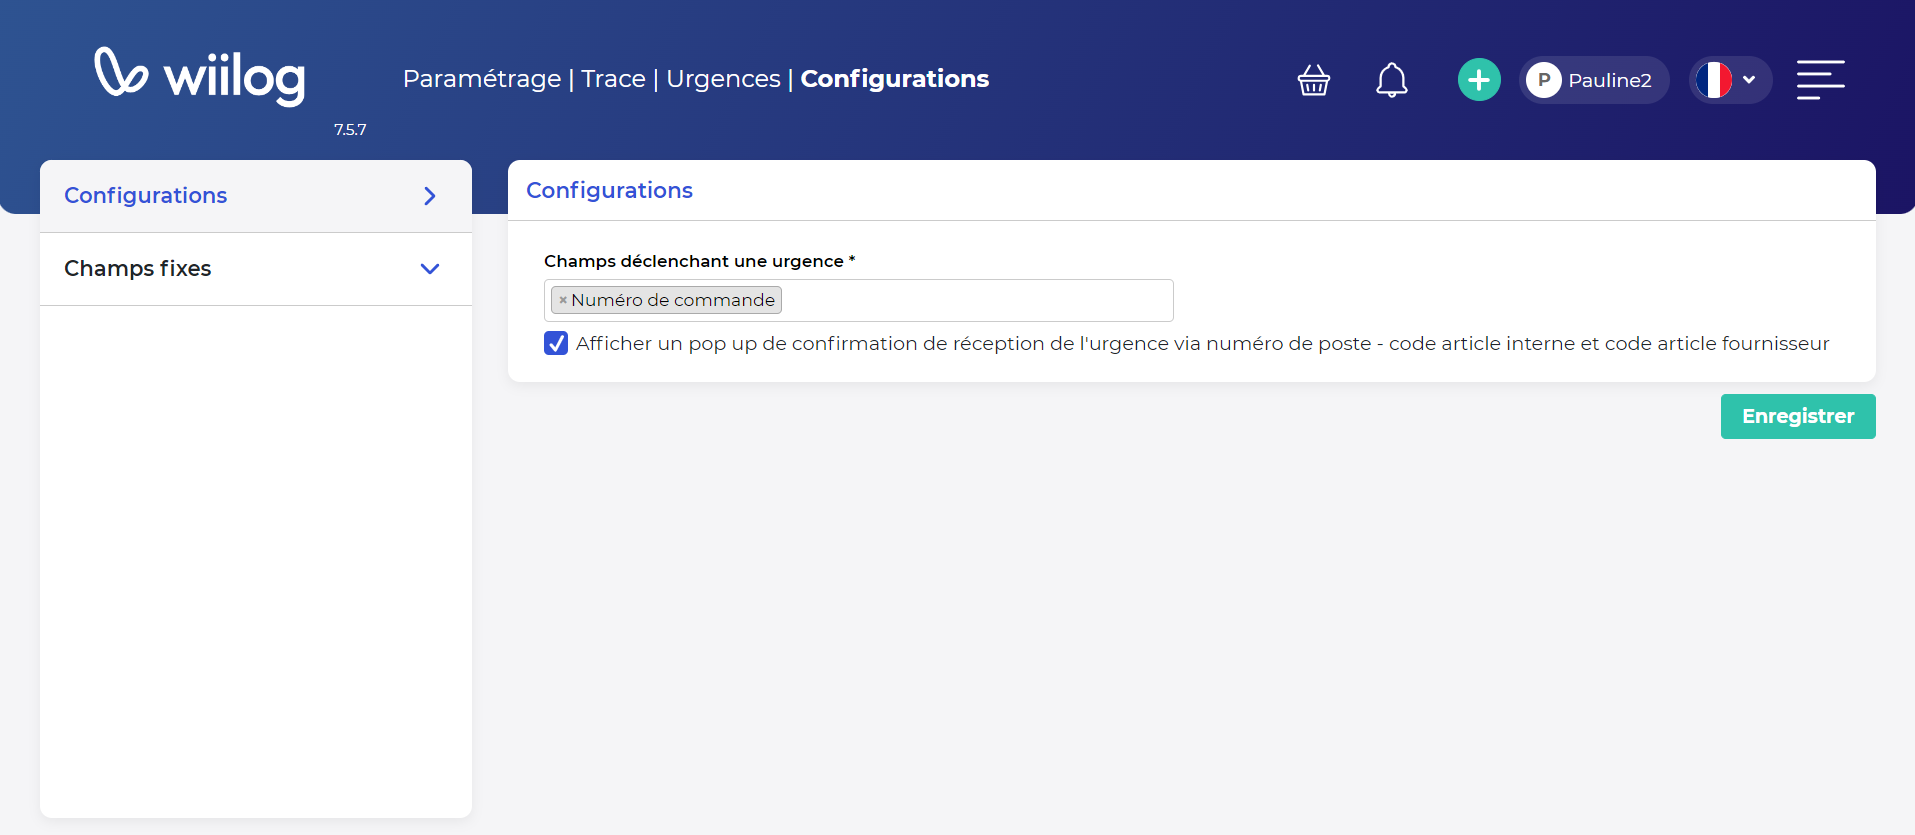 wiilog
Paramétrage | Trace | Urgences | Configurations
P Pauline2
7.5.7
Configurations
Champs fixes
Configurations
Champs déclenchant une urgence *
× Numéro de commande
Afficher un pop up de confirmation de réception de l'urgence via numéro de poste - code article interne et code article fournisseur
Enregistrer